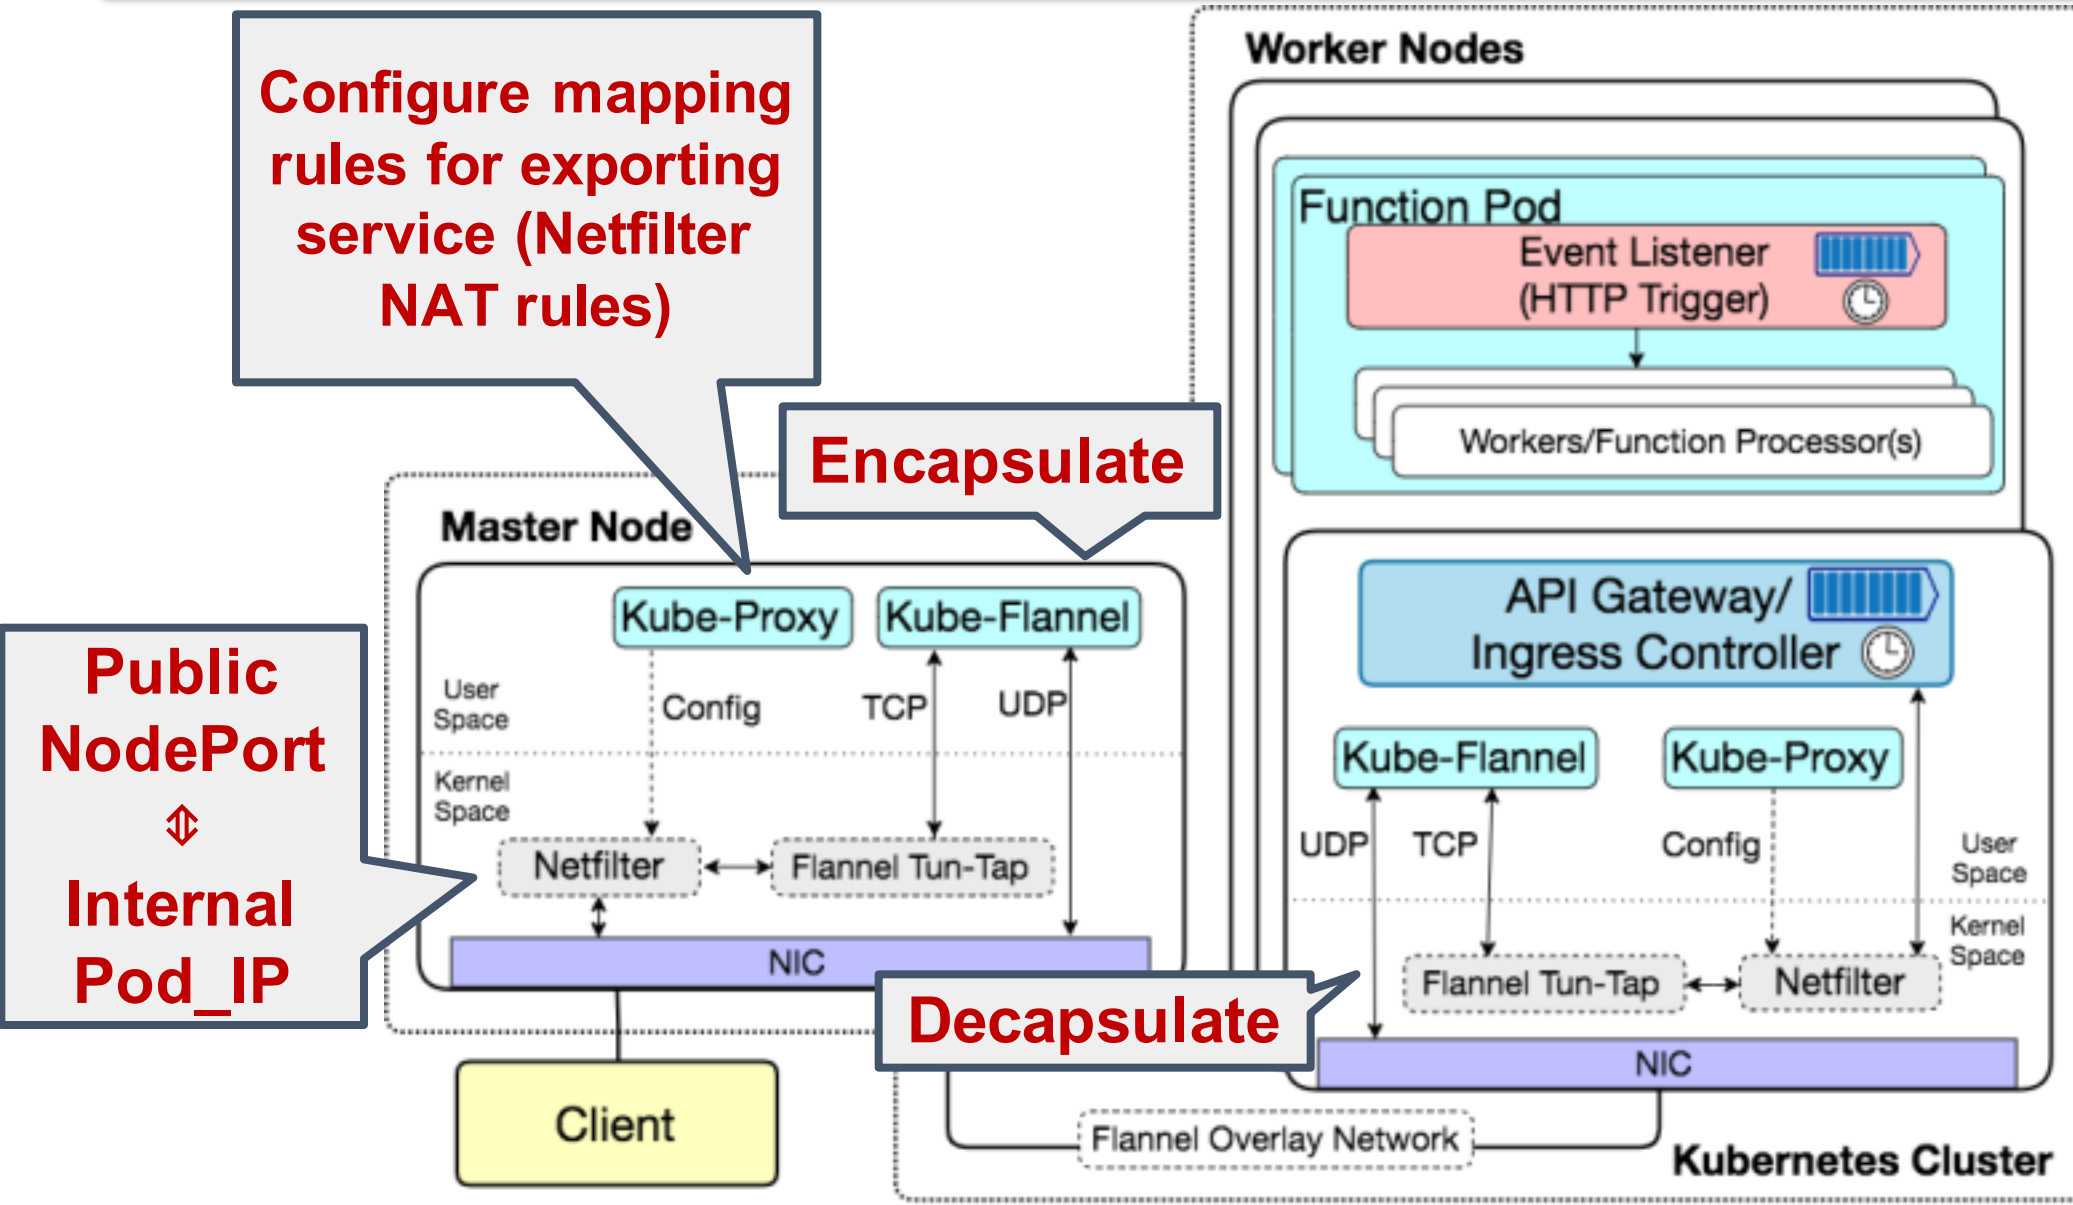 Configure mapping
rules for exporting
service (Netfilter
NAT rules)
Worker Nodes
Function Pod
Event Listener
(HTTP Trigger)
Workers/Function Processor(s)
Encapsulate
Master Node
Kube-Proxy
Kube-Flannel
User
Space
Config
TCP
UDP
Kernel
Space
Netfilter
Flannel Tun-Tap
NIC
Public
NodePort
⇕
Internal
Pod_IP
API Gateway/
Ingress Controller
Kube-Flannel
Kube-Proxy
UDP
TCP
Config
User
Space
Kernel
Space
Flannel Tun-Tap
Netfilter
NIC
Decapsulate
Client
Flannel Overlay Network
Kubernetes Cluster